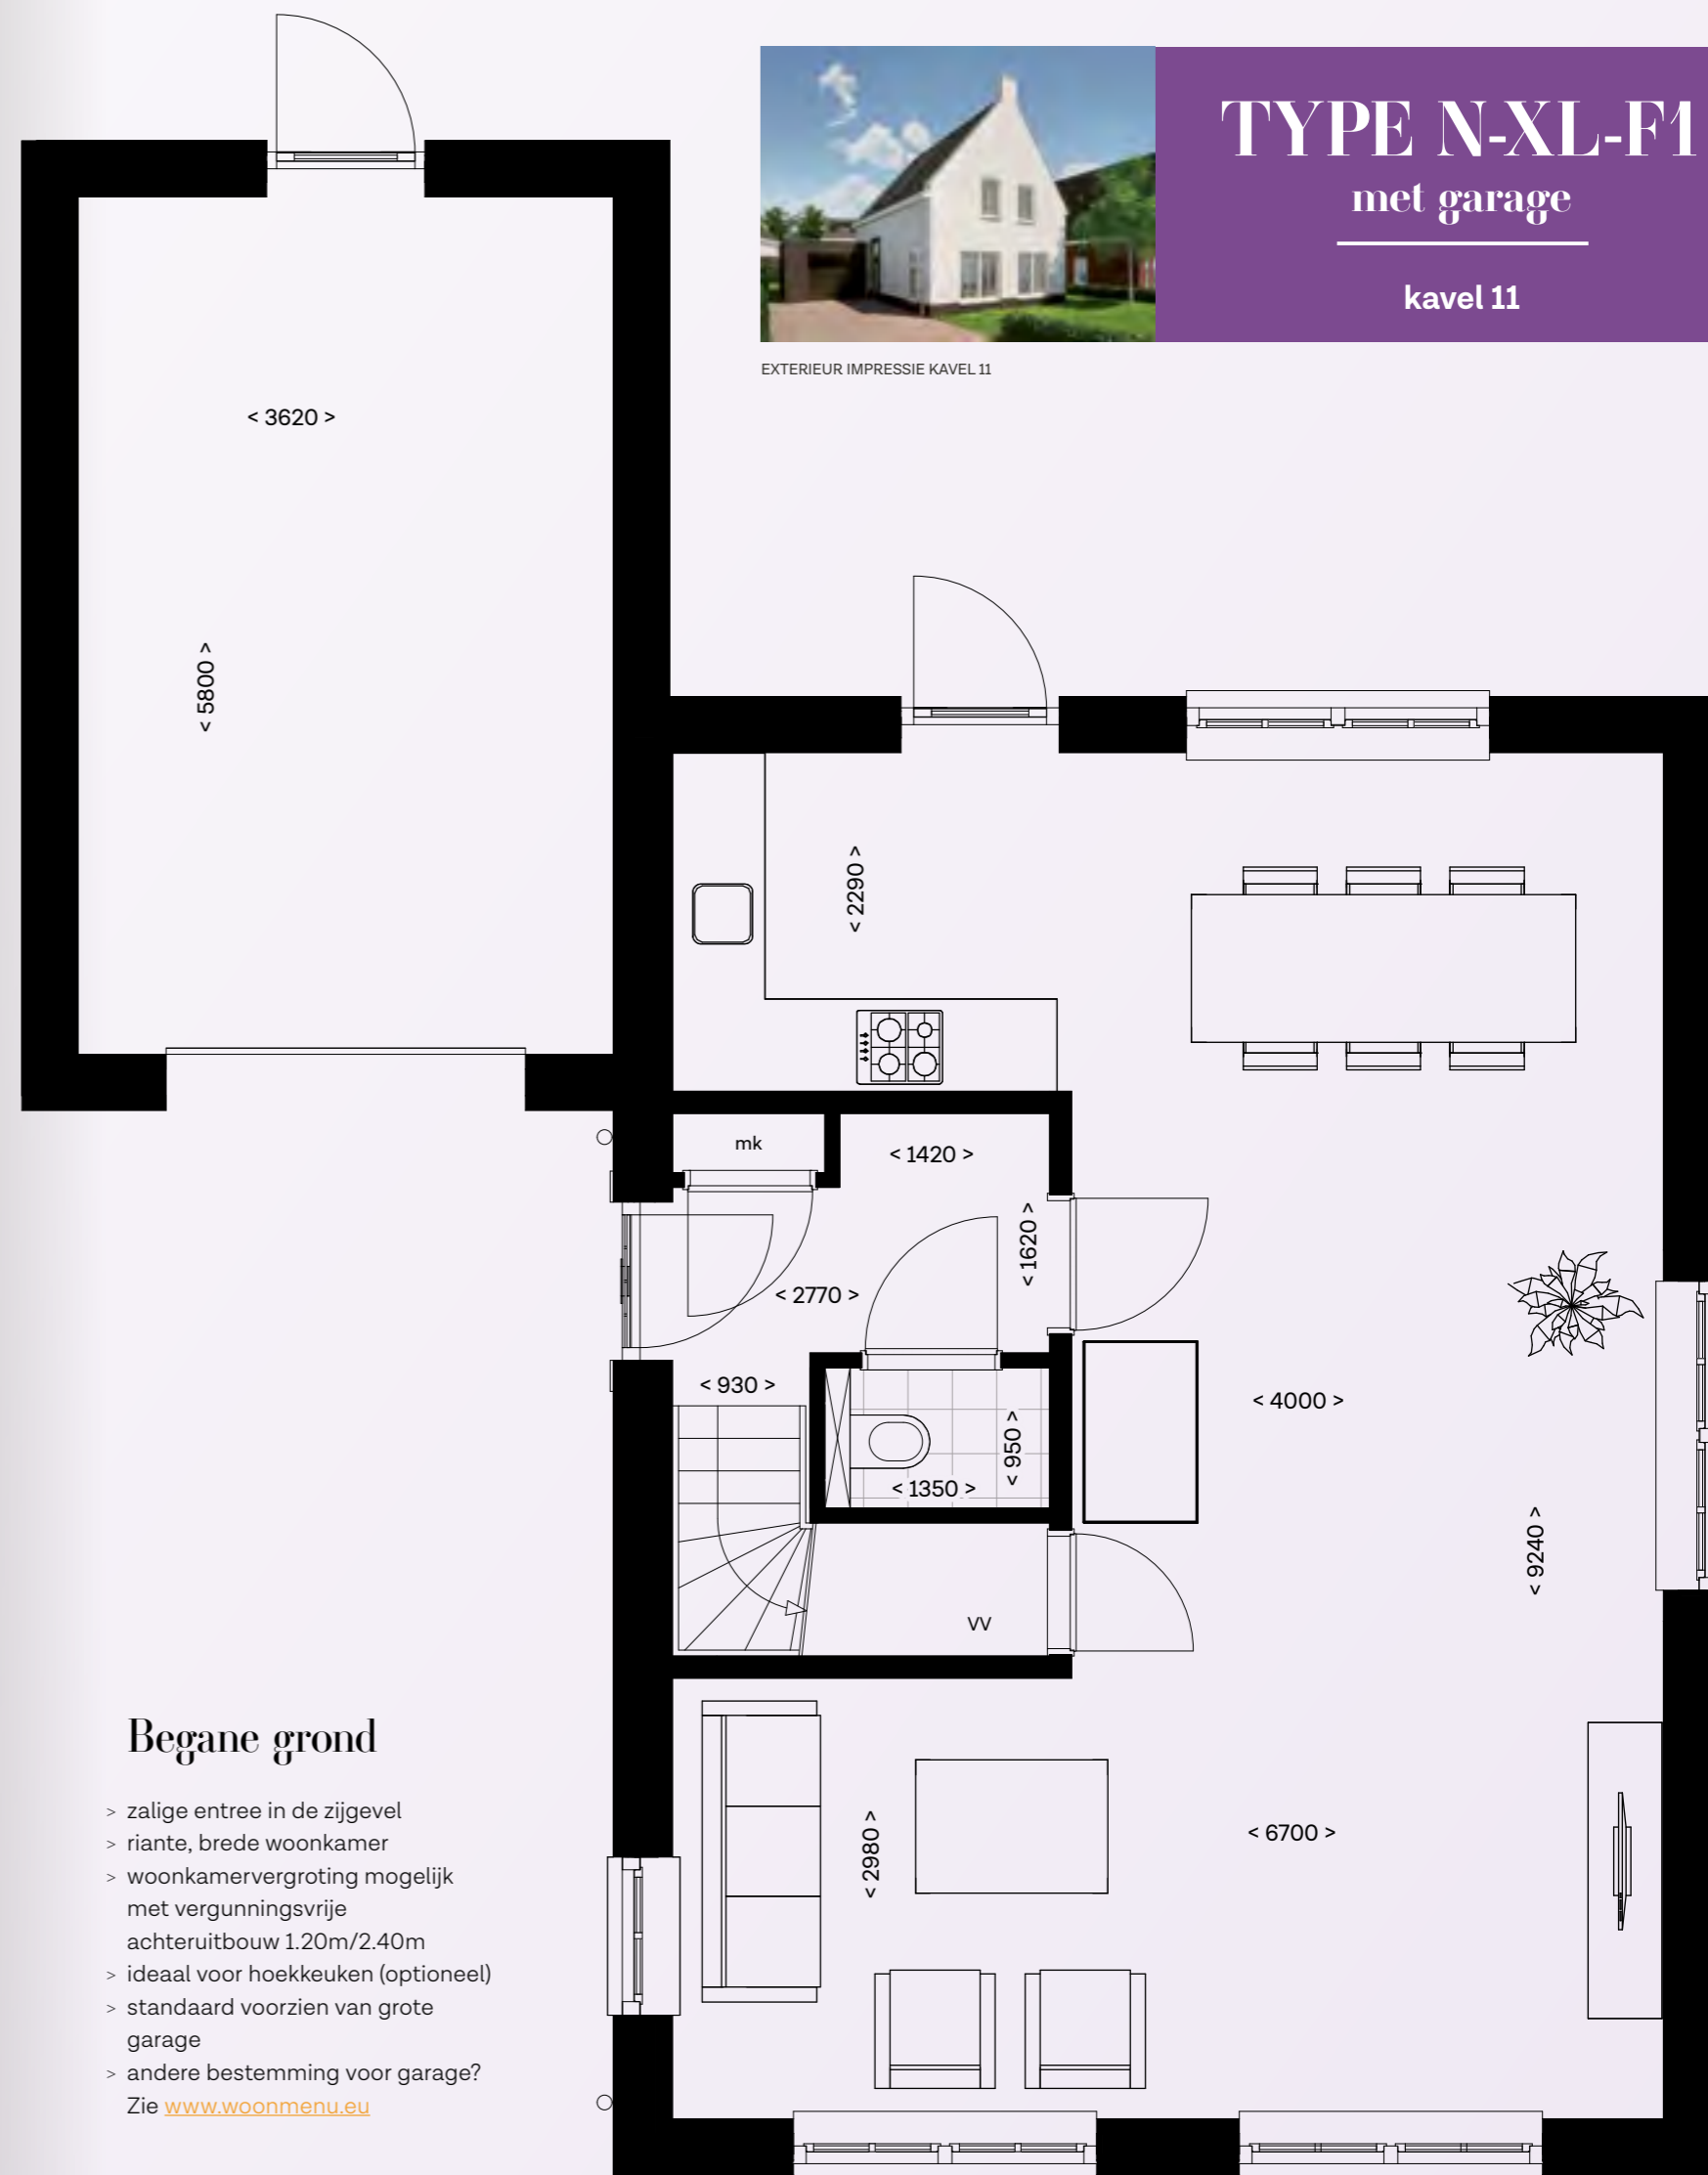 TYPE N-XL-F1
met garage
kavel 11
EXTERIEUR IMPRESSIE KAVEL 11
< 3620 >
< 5800 >
< 2290 >
mk
< 1420 >
< 1620 >
< 2770 >
< 930 >
< 4000 >
< 950 >
< 1350 >
< 9240 >
VV
< 2980 >
< 6700 >
Begane grond
> zalige entree in de zijgevel
> riante, brede woonkamer
> woonkamervergroting mogelijk
met vergunningsvrije
achteruitbouw 1.20m/2.40m
> ideaal voor hoekkeuken (optioneel)
> standaard voorzien van grote
garage
> andere bestemming voor garage?
Zie www.woonmenu.eu